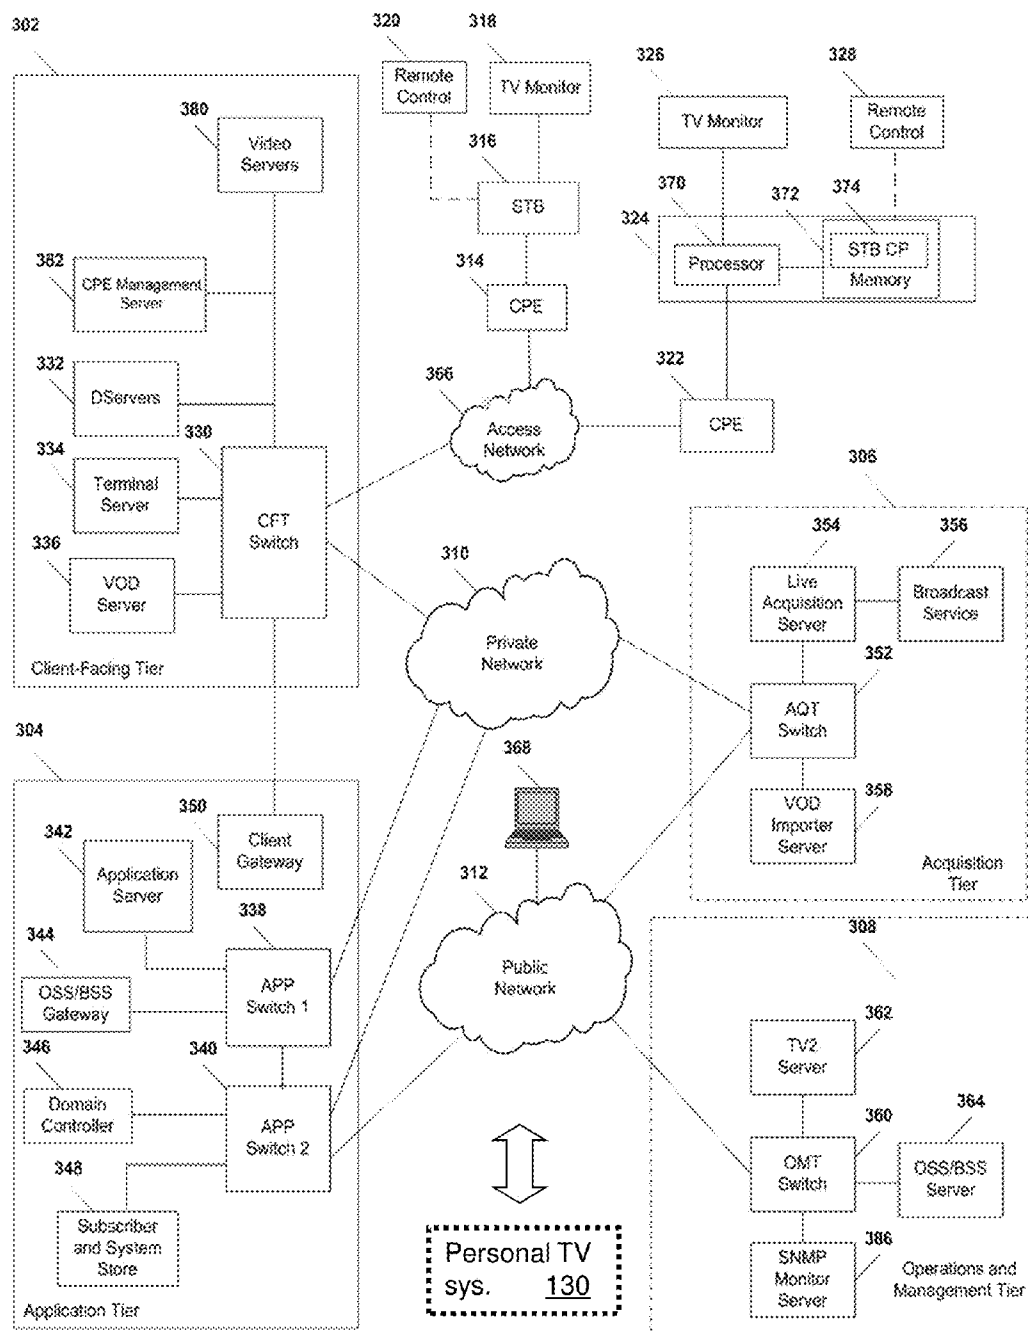 302
320
318
326
328
Remote
Control
TV Monitor
TV Monitor
Remote
Control
380
Video
Servers
316
STB
370
372
374
324
Processor
STB CP
Memory
382
CPE Management
Server
314
CPE
332
DServers
366
322
330
Access
Network
CPE
334
Terminal
Server
306
CFT
Switch
354
356
336
VOD
Server
310
Live
Acquisition
Server
Broadcast
Service
Private
Network
352
Client-Facing Tier
AQT
Switch
304
368
350
358
342
Client
Gateway
VOD
Importer
Server
Application
Server
312
Acquisition
Tier
338
308
344
APP
Switch 1
Public
Network
OSS/BSS
Gateway
362
346
340
TV2
Server
Domain
Controller
364
APP
Switch 2
360
348
OMT
Switch
OSS/BSS
Server
Subscriber
and System
Store
386
Personal TV
sys. 130
SNMP
Monitor
Server
Operations and
Management Tier
Application Tier